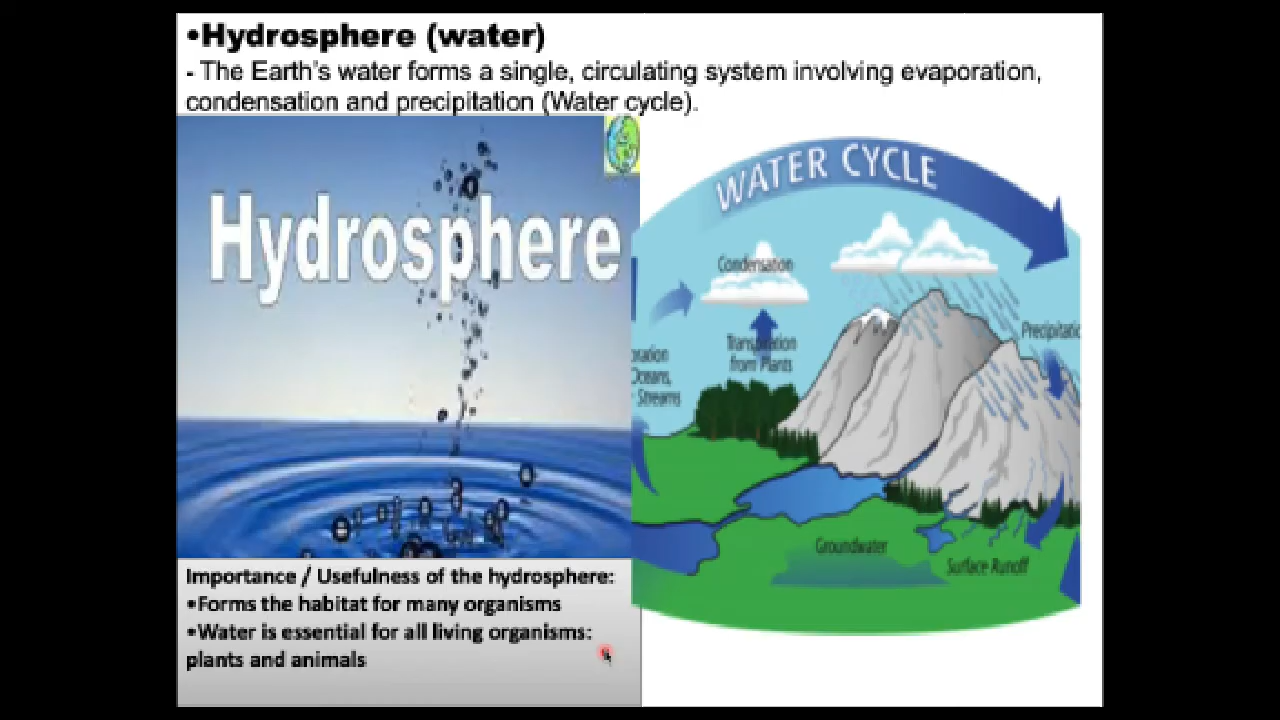 •Hydrosphere (water)
- The Earth's water forms a single, circulating system involving evaporation,
condensation and precipitation (Water cycle).
Hydrosphere
Importance / Usefulness of the hydrosphere:
•Forms the habitat for many organisms
•Water is essential for all living organisms:
plants and animals
WATER CYCLE
Condensation
Transpiration
from Plants
Oceans,
Streams
Groundwater
Surface Runoff